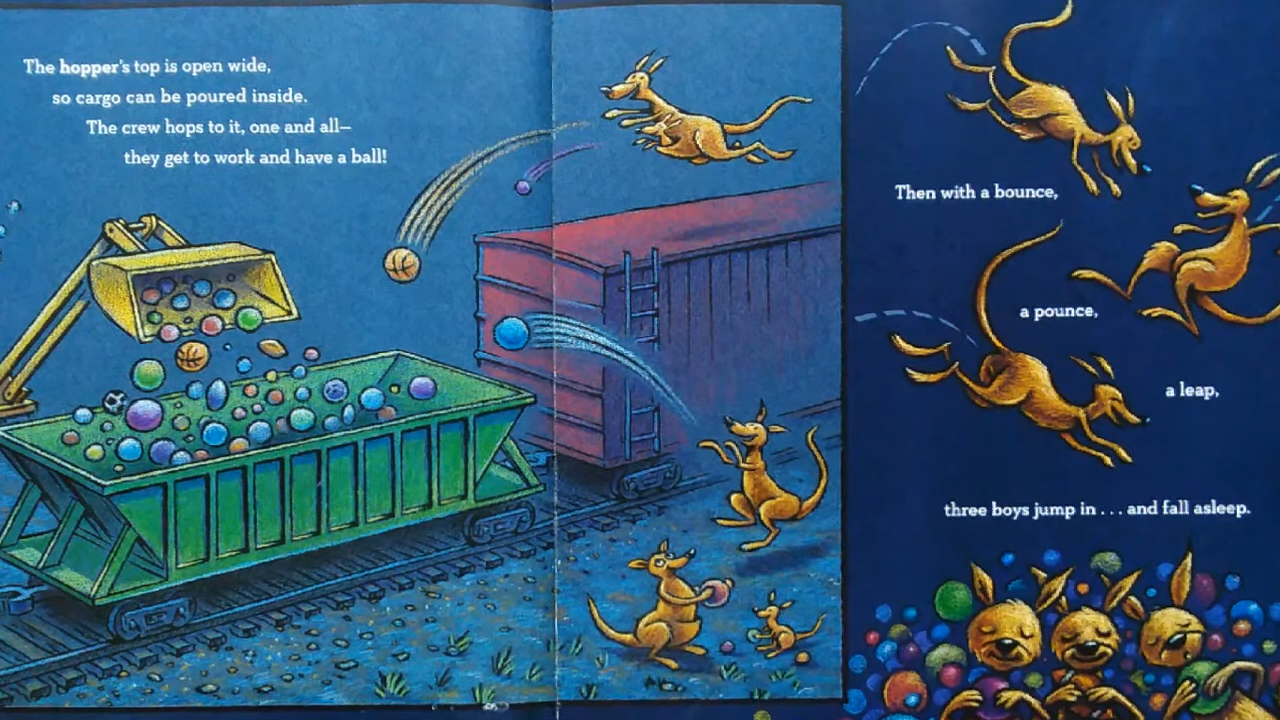 The hopper's top is open wide,
so cargo can be poured inside.
The crew hops to it, one and all—
they get to work and have a ball!
Then with a bounce,
a pounce,
a leap,
three boys jump in . . . and fall asleep.